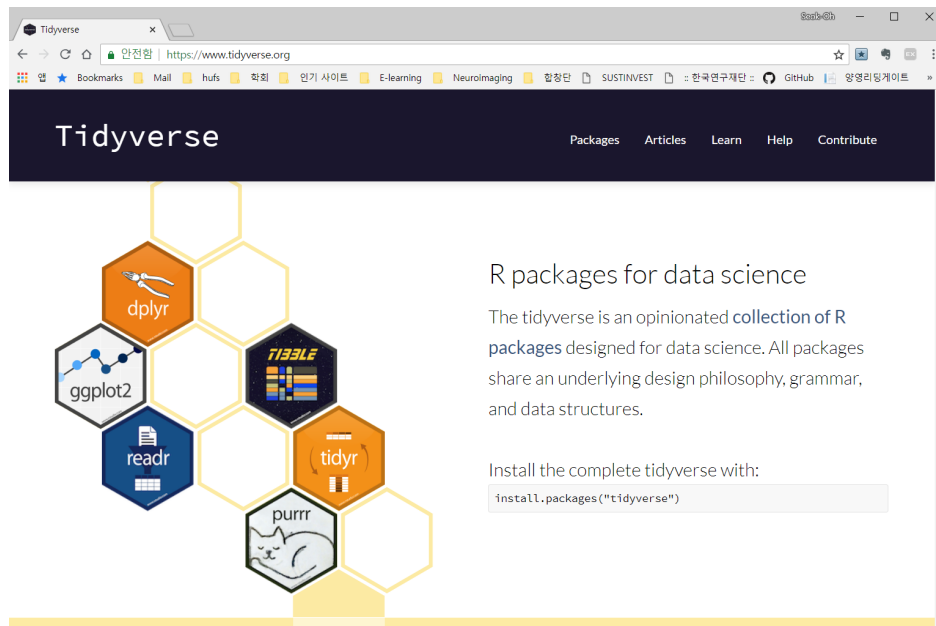 Tidyverse
Seok-Oh
안전함 | https://www.tidyverse.org
앱 Bookmarks Mail hufs 학회 인기 사이트 E-learning NeuroImaging 합창단 SUSTINVEST :: 한국연구재단 :: GitHub 양영리딩게이트 »
Tidyverse
Packages Articles Learn Help Contribute
dplyr
ggplot2
TIBBLE
readr
tidyr
purrr
R packages for data science
The tidyverse is an opinionated collection of R
packages designed for data science. All packages
share an underlying design philosophy, grammar,
and data structures.
Install the complete tidyverse with:
install.packages("tidyverse")